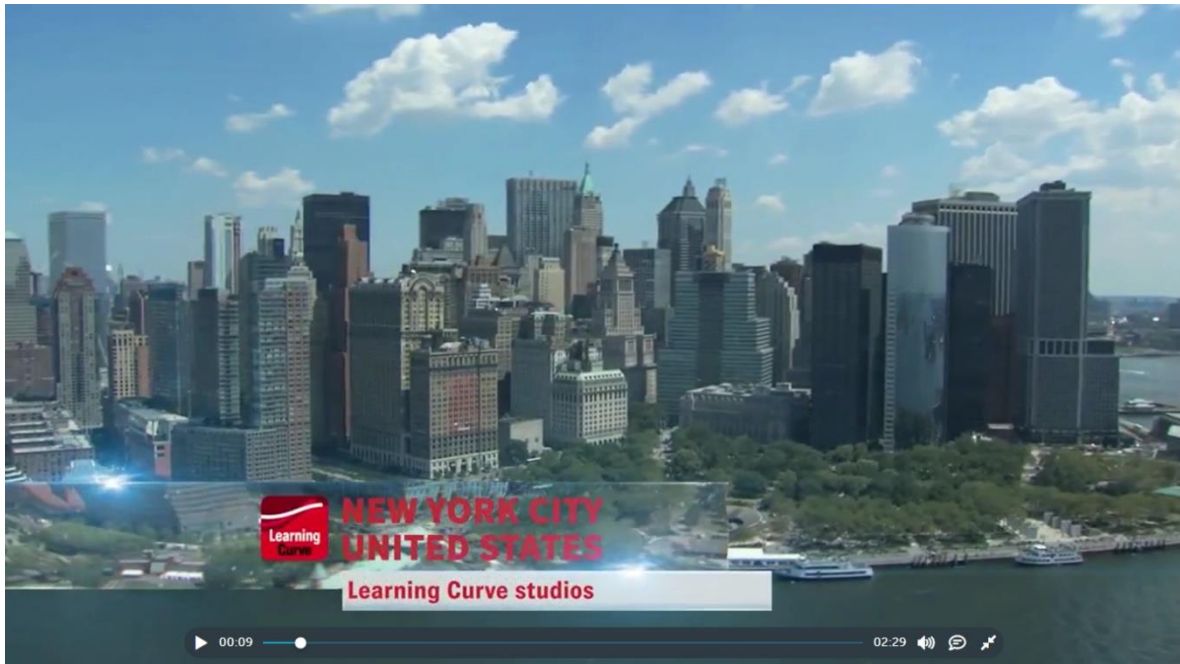 Learning
Curve
NEW YORK CITY
UNITED STATES
Learning Curve studios
00:09
02:29